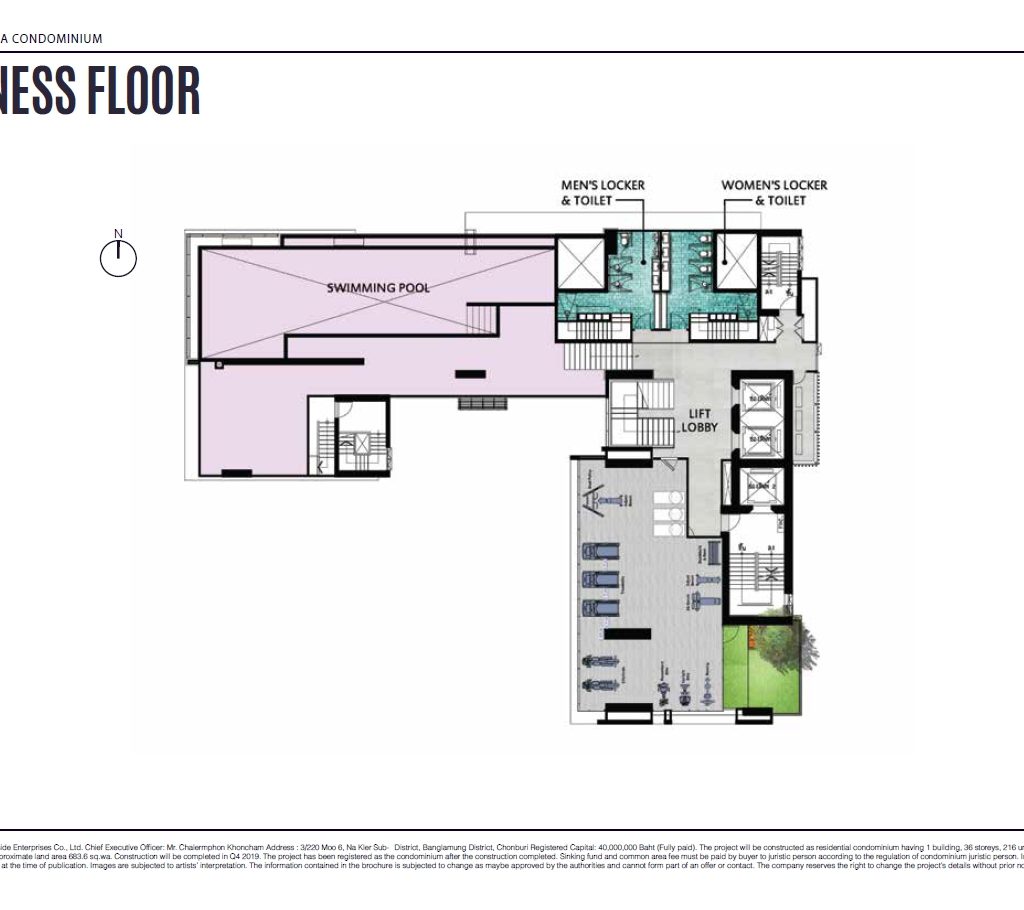 A CONDOMINIUM
NESS FLOOR
MEN'S LOCKER
& TOILET
WOMEN'S LOCKER
& TOILET
N
SWIMMING POOL
LIFT
LOBBY
ide Enterprises Co., Ltd. Chief Executive Officer: Mr. Chaiermphon Khoncham Address : 3/220 Moo 6, Na Kler Sub- District, Banglamung District, Chonburi Registered Capital: 40,000,000 Baht (Fully paid). The project will be constructed as residential condominium having 1 building, 36 storeys, 216 un
proximate land area 683.6 sq.wa. Construction will be completed in Q4 2019. The project has been registered as the condominium after the construction completed. Sinking fund and common area fee must be paid by buyer to juristic person according to the regulation of condominium juristic person. I
at the time of publication. Images are subjected to artists' interpretation. The information contained in the brochure is subjected to change as maybe approved by the authorities and cannot form part of an offer or contact. The company reserves the right to change the project's details without prior no